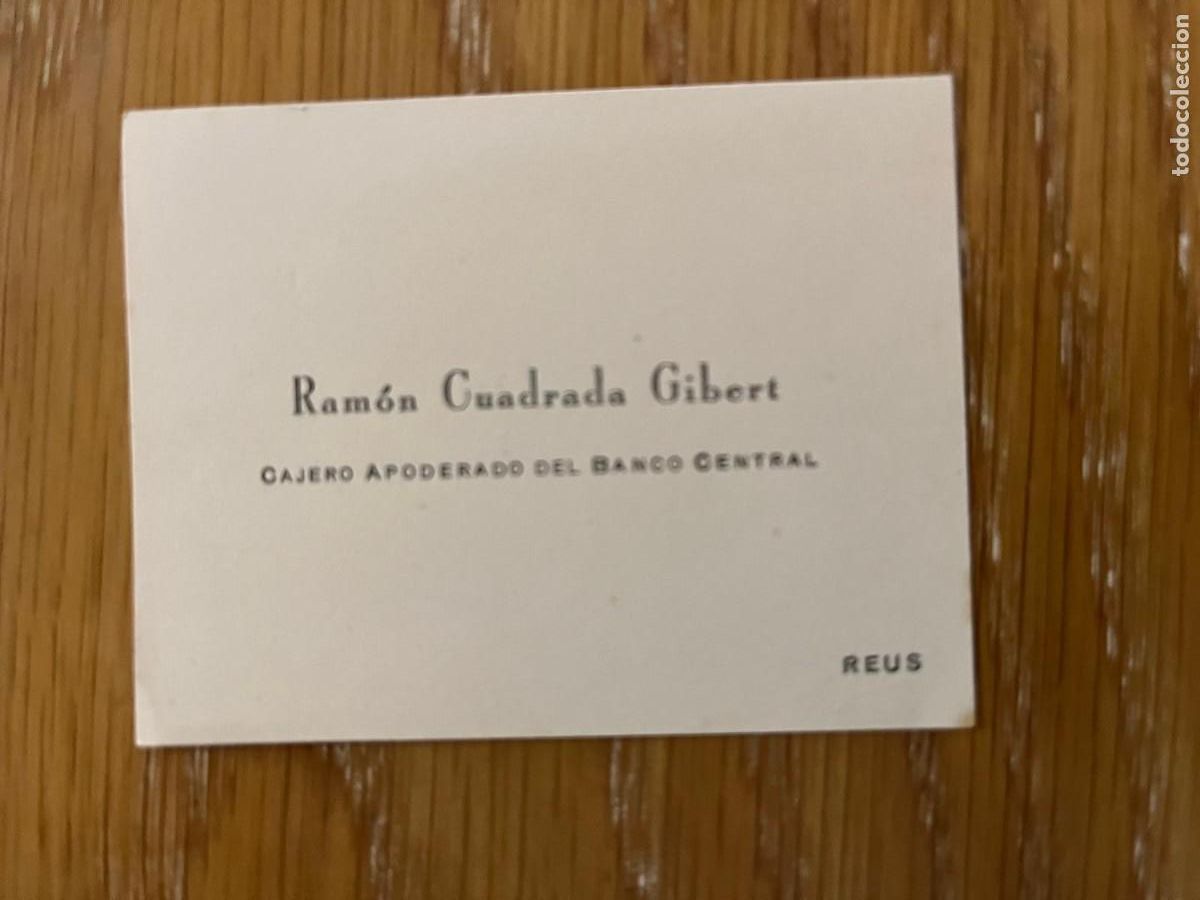 Ramón Cuadrada Gibert
CAJERO APODERADO DEL BANCO CENTRAL
REUS
todocoleccion